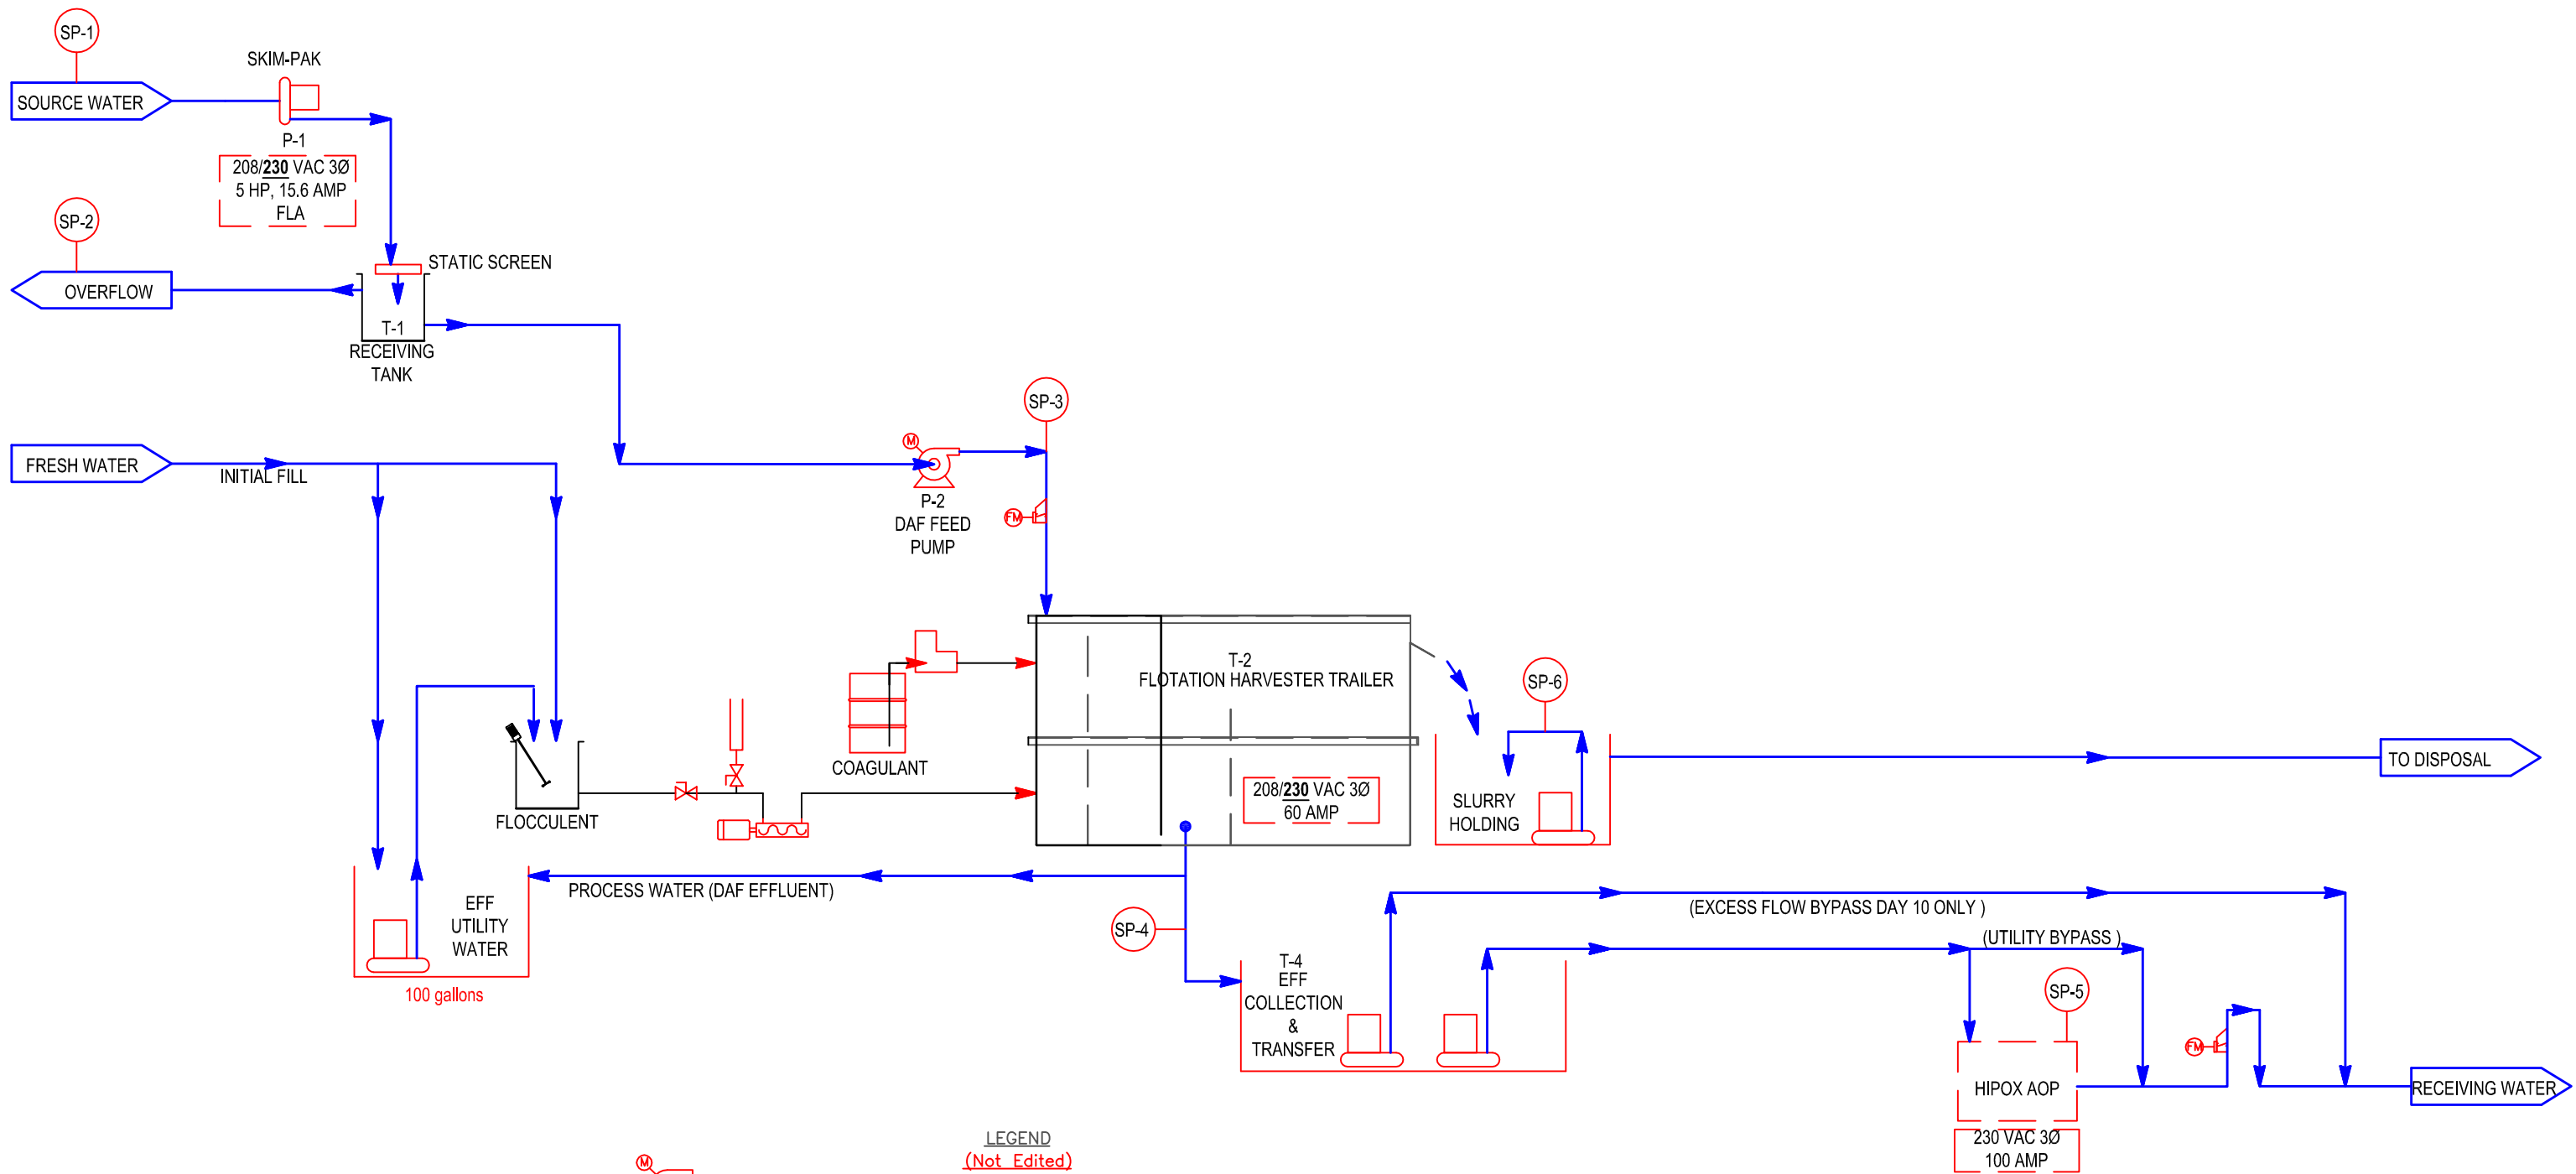 SP-1
SKIM-PAK
SOURCE WATER
P-1
208/230 VAC 3Ø
5 HP, 15.6 AMP
FLA
SP-2
STATIC SCREEN
OVERFLOW
T-1
RECEIVING
TANK
SP-3
FRESH WATER
INITIAL FILL
M
P-2
DAF FEED
PUMP
FM
T-2
FLOTATION HARVESTER TRAILER
SP-6
COAGULANT
TO DISPOSAL
208/230 VAC 3Ø
60 AMP
SLURRY
HOLDING
FLOCCULENT
PROCESS WATER (DAF EFFLUENT)
EFF
UTILITY
WATER
100 gallons
SP-4
(EXCESS FLOW BYPASS DAY 10 ONLY )
(UTILITY BYPASS )
T-4
EFF
COLLECTION
&
TRANSFER
SP-5
FM
HIPOX AOP
RECEIVING WATER
230 VAC 3Ø
100 AMP
LEGEND
(Not Edited)
M